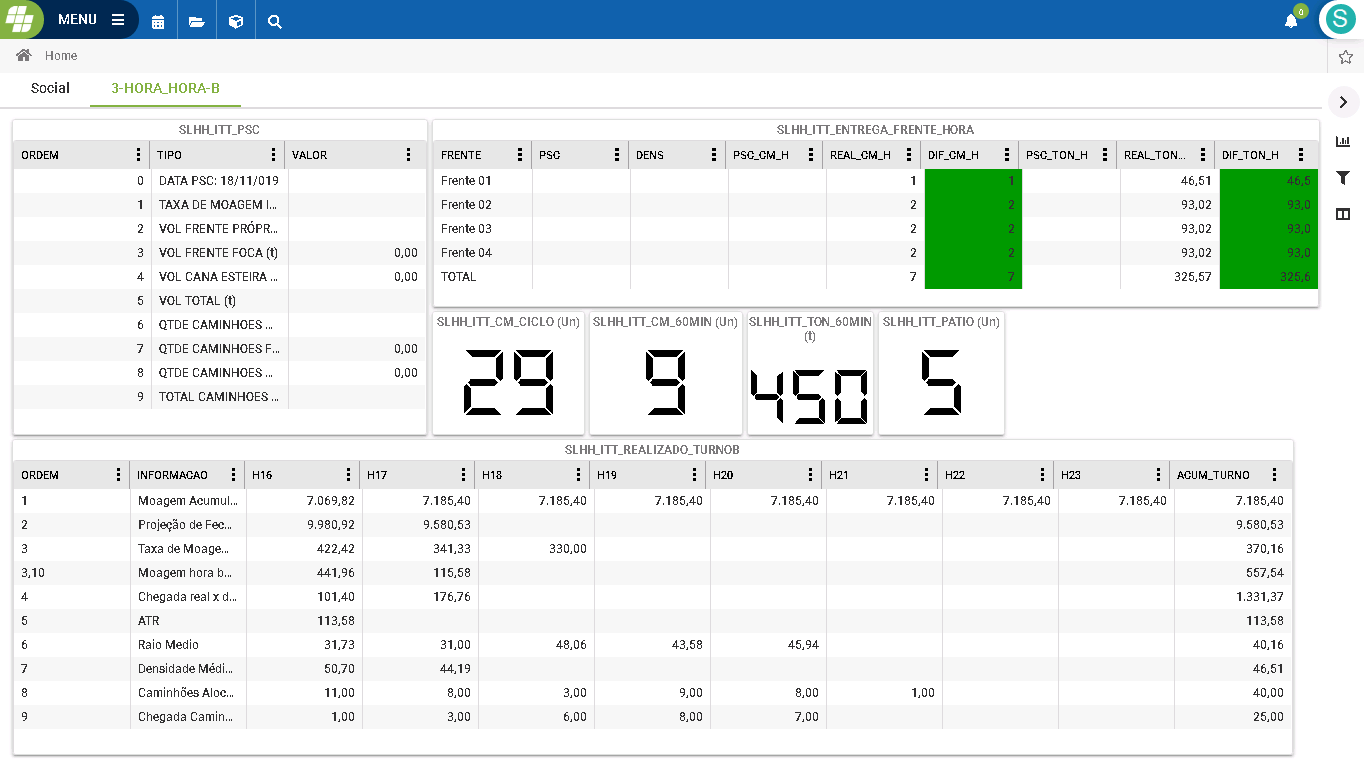 MENU
0
S
Home
Social 3-HORA_HORA-B
SLHH_ITT_PSC
ORDEM TIPO VALOR
0 DATA PSC: 18/11/019
1 TAXA DE MOAGEM I...
2 VOL FRENTE PRÓPR...
3 VOL FRENTE FOCA (t) 0,00
4 VOL CANA ESTEIRA ... 0,00
5 VOL TOTAL (t)
6 QTDE CAMINHOES ...
7 QTDE CAMINHOES F... 0,00
8 QTDE CAMINHOES ... 0,00
9 TOTAL CAMINHOES ...
SLHH_ITT_ENTREGA_FRENTE_HORA
FRENTE PSC DENS PSC_CM_H REAL_CM_H DIF_CM_H PSC_TON_H REAL_TON... DIF_TON_H
Frente 01 1 1 46,51 46,5
Frente 02 2 2 93,02 93,0
Frente 03 2 2 93,02 93,0
Frente 04 2 2 93,02 93,0
TOTAL 7 7 325,57 325,6
SLHH_ITT_CM_CICLO (Un)
29
SLHH_ITT_CM_60MIN (Un)
9
SLHH_ITT_TON_60MIN
(t)
450
SLHH_ITT_PATIO (Un)
5
SLHH_ITT_REALIZADO_TURNOB
ORDEM INFORMACAO H16 H17 H18 H19 H20 H21 H22 H23 AGUM_TURNO
1 Moagem Acumul... 7.069,82 7.185,40 7.185,40 7.185,40 7.185,40 7.185,40 7.185,40 7.185,40 7.185,40
2 Projeção de Fec... 9.980,92 9.580,53 9.580,53
3 Taxa de Moage... 422,42 341,33 330,00 370,16
3,10 Moagem hora b... 441,96 115,58 557,54
4 Chegada real x d... 101,40 176,76 1.331,37
5 ATR 113,58 113,58
6 Raio Medio 31,73 31,00 48,06 43,58 45,94 40,16
7 Densidade Médi... 50,70 44,19 46,51
8 Caminhões Aloc... 11,00 8,00 3,00 9,00 8,00 1,00 40,00
9 Chegada Camin... 1,00 3,00 6,00 8,00 7,00 25,00